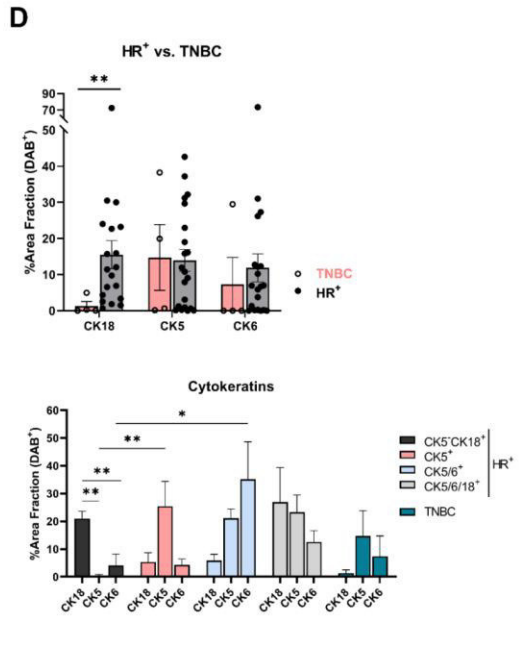 D
HR⁺ vs. TNBC
**
%Area Fraction (DAB⁺)
90
70
50
40
30
20
10
0
CK18 CK5 CK6
TNBC
HR⁺
Cytokeratins
%Area Fraction (DAB⁺)
60
50
40
30
20
10
0
*
**
**
**
CK18 CK5 CK6 CK18 CK5 CK6 CK18 CK5 CK6 CK18 CK5 CK6 CK18 CK5 CK6
CK5⁻CK18⁺
CK5⁺
CK5/6⁺
CK5/6/18⁺
HR⁺
TNBC